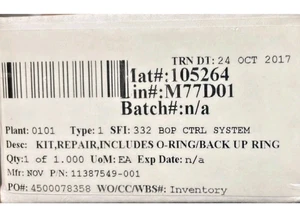 TRN DT: 24 OCT 2017
Mat#:105264
Lin#:M77D01
Batch#:n/a
Plant: 0101 Type: 1 SFI: 332 BOP CTRL SYSTEM
Desc: KIT,REPAIR,INCLUDES O-RING/BACK UP RING
Qty:1 of 1.000 UoM: EA Exp Date: n/a
Mfr: NOV P/N: 11387549-001
PO#: 4500078358 WO/CC/WBS#: Inventory